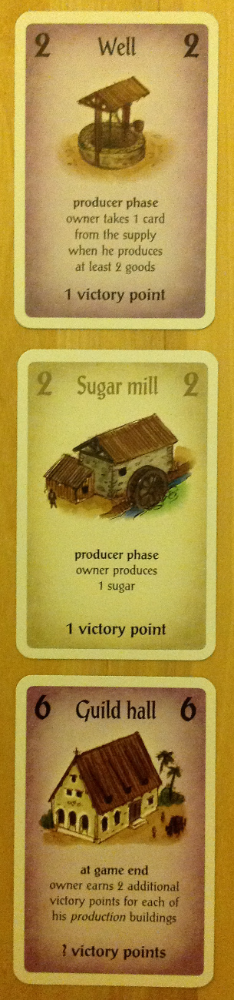 2 Well 2
producer phase
owner takes 1 card
from the supply
when he produces
at least 2 goods
1 victory point
2 Sugar mill 2
producer phase
owner produces
1 sugar
1 victory point
6 Guild hall 6
at game end
owner earns 2 additional
victory points for each of
his production buildings
? victory points